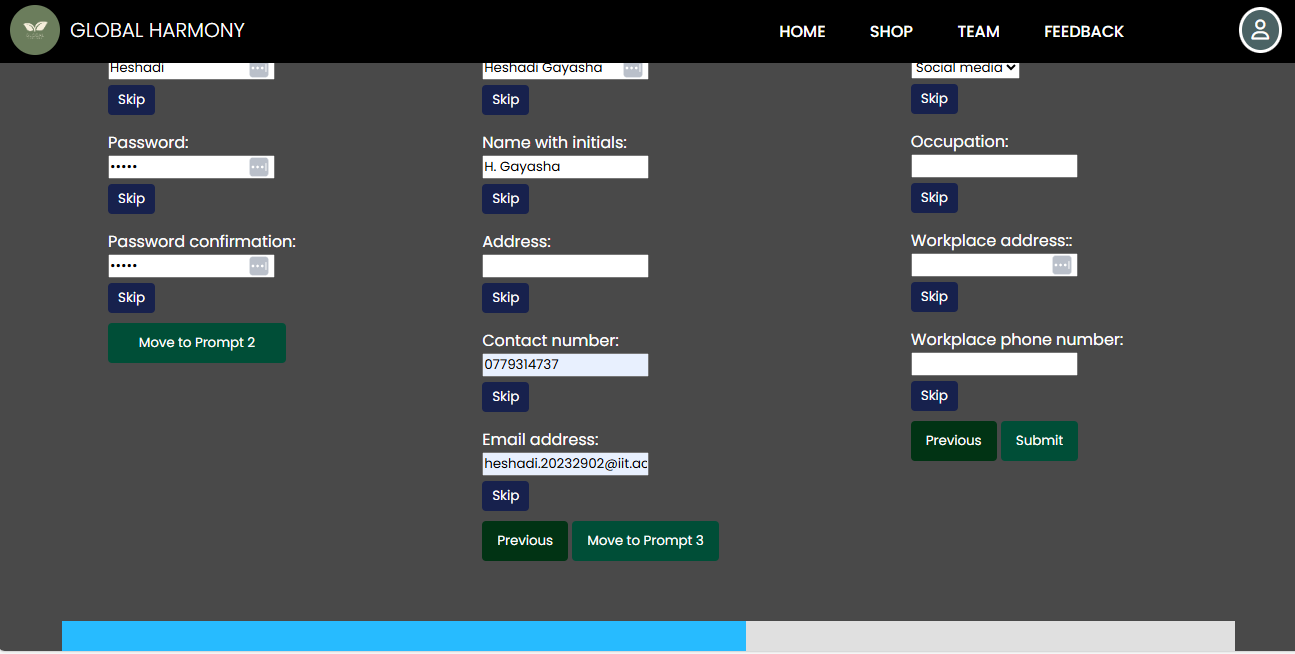 GLOBAL HARMONY
HOME SHOP TEAM FEEDBACK
Heshadi
Skip
Password:
•••••
Skip
Password confirmation:
•••••
Skip
Move to Prompt 2
Heshadi Gayasha
Skip
Name with initials:
H. Gayasha
Skip
Address:
Skip
Contact number:
0779314737
Skip
Email address:
heshadi.20232902@iit.ac
Skip
Previous Move to Prompt 3
Social media
Skip
Occupation:
Skip
Workplace address::
Skip
Workplace phone number:
Skip
Previous Submit